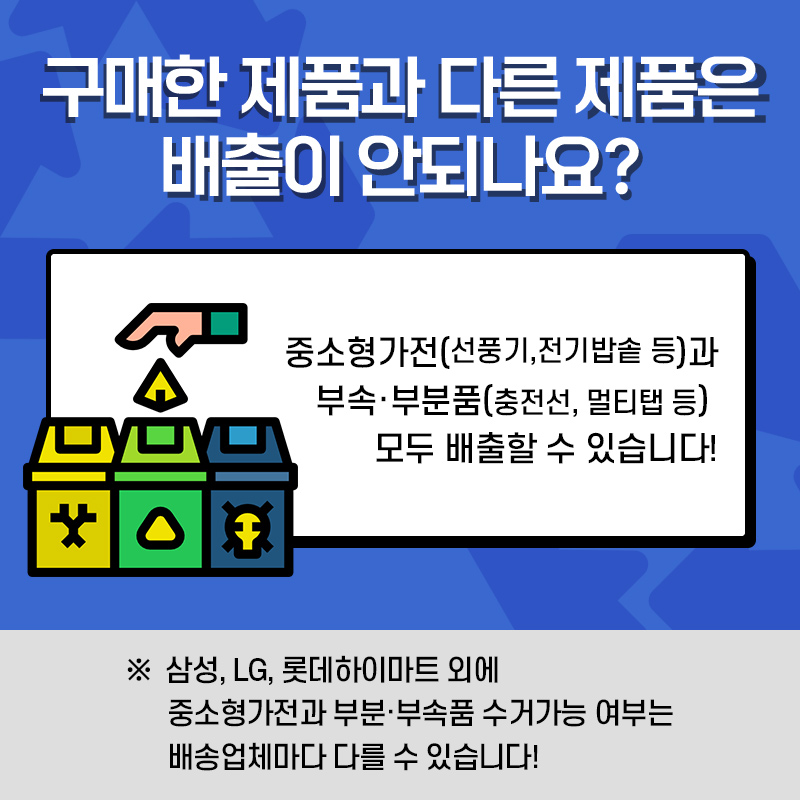 구매한 제품과 다른 제품은
배출이 안되나요?
중소형가전(선풍기,전기밥솥 등)과
부속·부분품(충전선, 멀티탭 등)
모두 배출할 수 있습니다!
※ 삼성, LG, 롯데하이마트 외에
중소형가전과 부분·부속품 수거가능 여부는
배송업체마다 다를 수 있습니다!